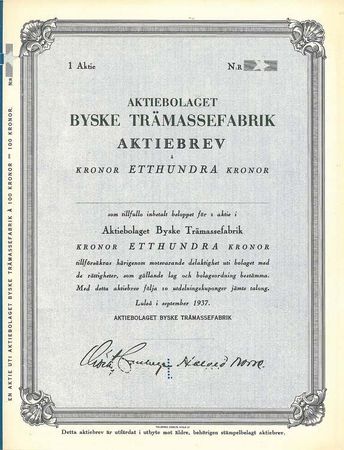 1 Aktie
N:R
AKTIEBOLAGET
BYSKE TRÄMASSEFABRIK
AKTIEBREV
à
KRONOR ETTHUNDRA KRONOR
som tillfullo inbetalt beloppet för 1 aktie i
Aktiebolaget Byske Trämassefabrik
KRONOR ETTHUNDRA KRONOR
tillförsäkras härigenom motsvarande delaktighet uti bolaget med
de rättigheter, som gällande lag och bolagsordning bestämma.
Med detta aktiebrev följa 10 utdelningskuponger jämte talong.
Luleå i september 1937.
AKTIEBOLAGET BYSKE TRÄMASSEFABRIK
Detta aktiebrev är utfärdat i utbyte mot äldre, behörigen stämpelbelagt aktiebrev.
EN AKTIE UTI AKTIEBOLAGET BYSKE TRÄMASSEFABRIK À 100 KRONOR = 100 KRONOR.
N:R